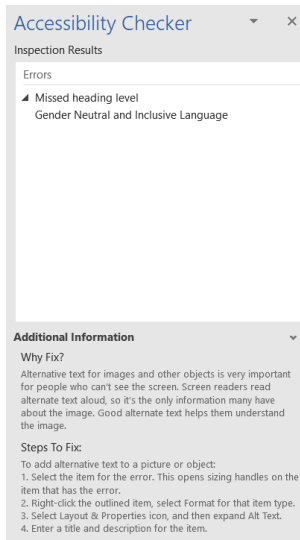 Accessibility Checker
Inspection Results
Errors
Missed heading level
Gender Neutral and Inclusive Language
Additional Information
Why Fix?
Alternative text for images and other objects is very important
for people who can't see the screen. Screen readers read
alternate text aloud, so it's the only information many have
about the image. Good alternate text helps them understand
the image.
Steps To Fix:
To add alternative text to a picture or object:
1. Select the item for the error. This opens sizing handles on the
item that has the error.
2. Right-click the outlined item, select Format for that item type.
3. Select Layout & Properties icon, and then expand Alt Text.
4. Enter a title and description for the item.